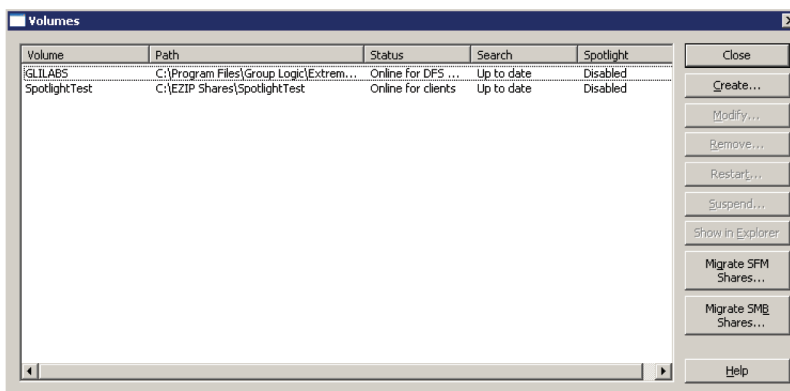 Volumes
Volume Path Status Search Spotlight
GLILABS C:\Program Files\Group Logic\Extrem... Online for DFS ... Up to date Disabled
SpotlightTest C:\EZIP Shares\SpotlightTest Online for clients Up to date Disabled
Close
Create...
Modify...
Remove...
Restart...
Suspend...
Show in Explorer
Migrate SFM
Shares...
Migrate SMB
Shares...
Help